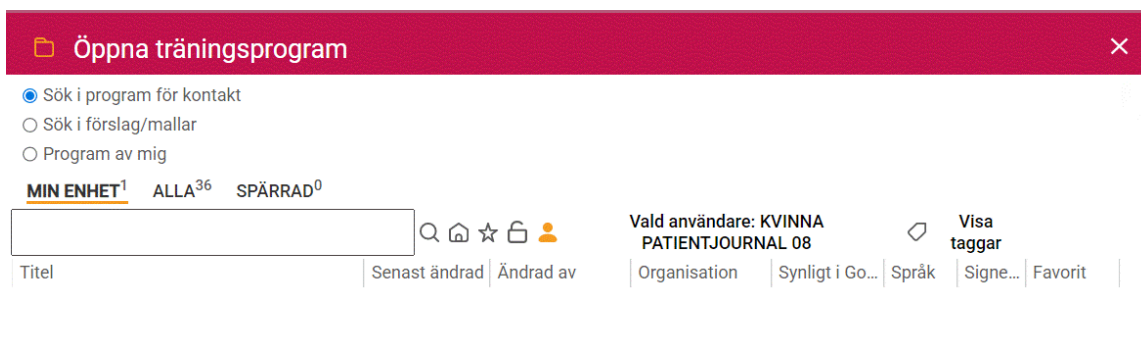 Öppna träningsprogram
Sök i program för kontakt
Sök i förslag/mallar
Program av mig
MIN ENHET1 ALLA36 SPÄRRAD0
Vald användare: KVINNA PATIENTJOURNAL 08 Visa taggar
Titel Senast ändrad Ändrad av Organisation Synligt i Go... Språk Signe... Favorit